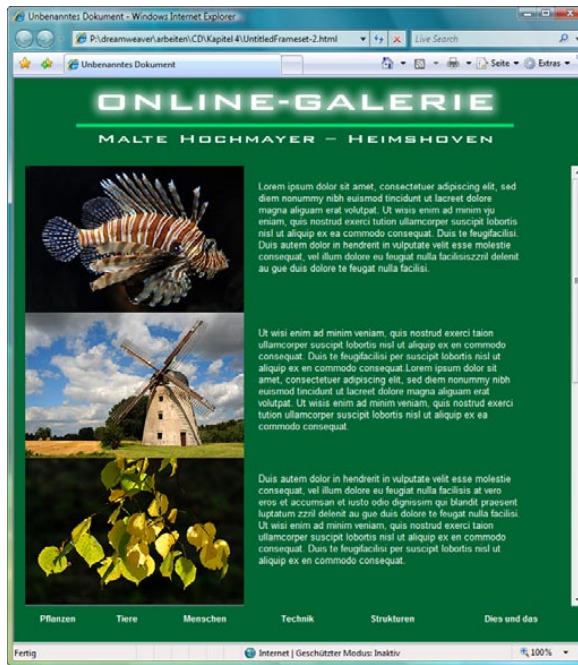 Unbenanntes Dokument - Windows Internet Explorer
P:\dreamweaver\arbeiten\CD\Kapitel 4\UntitledFrameset-2.html
Live Search
Unbenanntes Dokument
Seite
Extras
ONLINE-GALERIE
MALTE HOCHMAYER – HEIMSHOVEN
Lorem ipsum dolor sit amet, consectetuer adipiscing elit, sed
diem nonummy nibh euismod tincidunt ut lacreet dolore
magna aliguam erat volutpat. Ut wisis enim ad minim vju
eniam, quis nostrud exerci tution ullamcorper suscipit lobortis
nisl ut aliquip ex ea commodo consequat. Duis te feugifacilisi.
Duis autem dolor in hendrerit in vulputate velit esse molestie
consequat, vel illum dolore eu feugiat nulla facilisiszzril delenit
au gue duis dolore te feugat nulla facilisi.
Ut wisi enim ad minim veniam, quis nostrud exerci taion
ullamcorper suscipit lobortis nisl ut aliquip ex en commodo
consequat. Duis te feugifacilisi per suscipit lobortis nisl ut
aliquip ex en commodo consequat.Lorem ipsum dolor sit
amet, consectetuer adipiscing elit, sed diem nonummy nibh
euismod tincidunt ut lacreet dolore magna aliguam erat
volutpat. Ut wisis enim ad minim veniam, quis nostrud exerci
tution ullamcorper suscipit lobortis nisl ut aliquip ex ea
commodo consequat.
Duis autem dolor in hendrerit in vulputate velit esse molestie
consequat, vel illum dolore eu feugiat nulla facilisis at vero
eros et accumsan et iusto odio dignissim qui blandit praesent
luptatum zzril delenit au gue duis dolore te feugat nulla facilisi.
Ut wisi enim ad minim veniam, quis nostrud exerci taion
ullamcorper suscipit lobortis nisl ut aliquip ex en commodo
consequat. Duis te feugifacilisi per suscipit lobortis nisl ut
aliquip ex en commodo consequat.
Pflanzen Tiere Menschen Technik Strukturen Dies und das
Fertig
Internet | Geschützter Modus: Inaktiv
100%